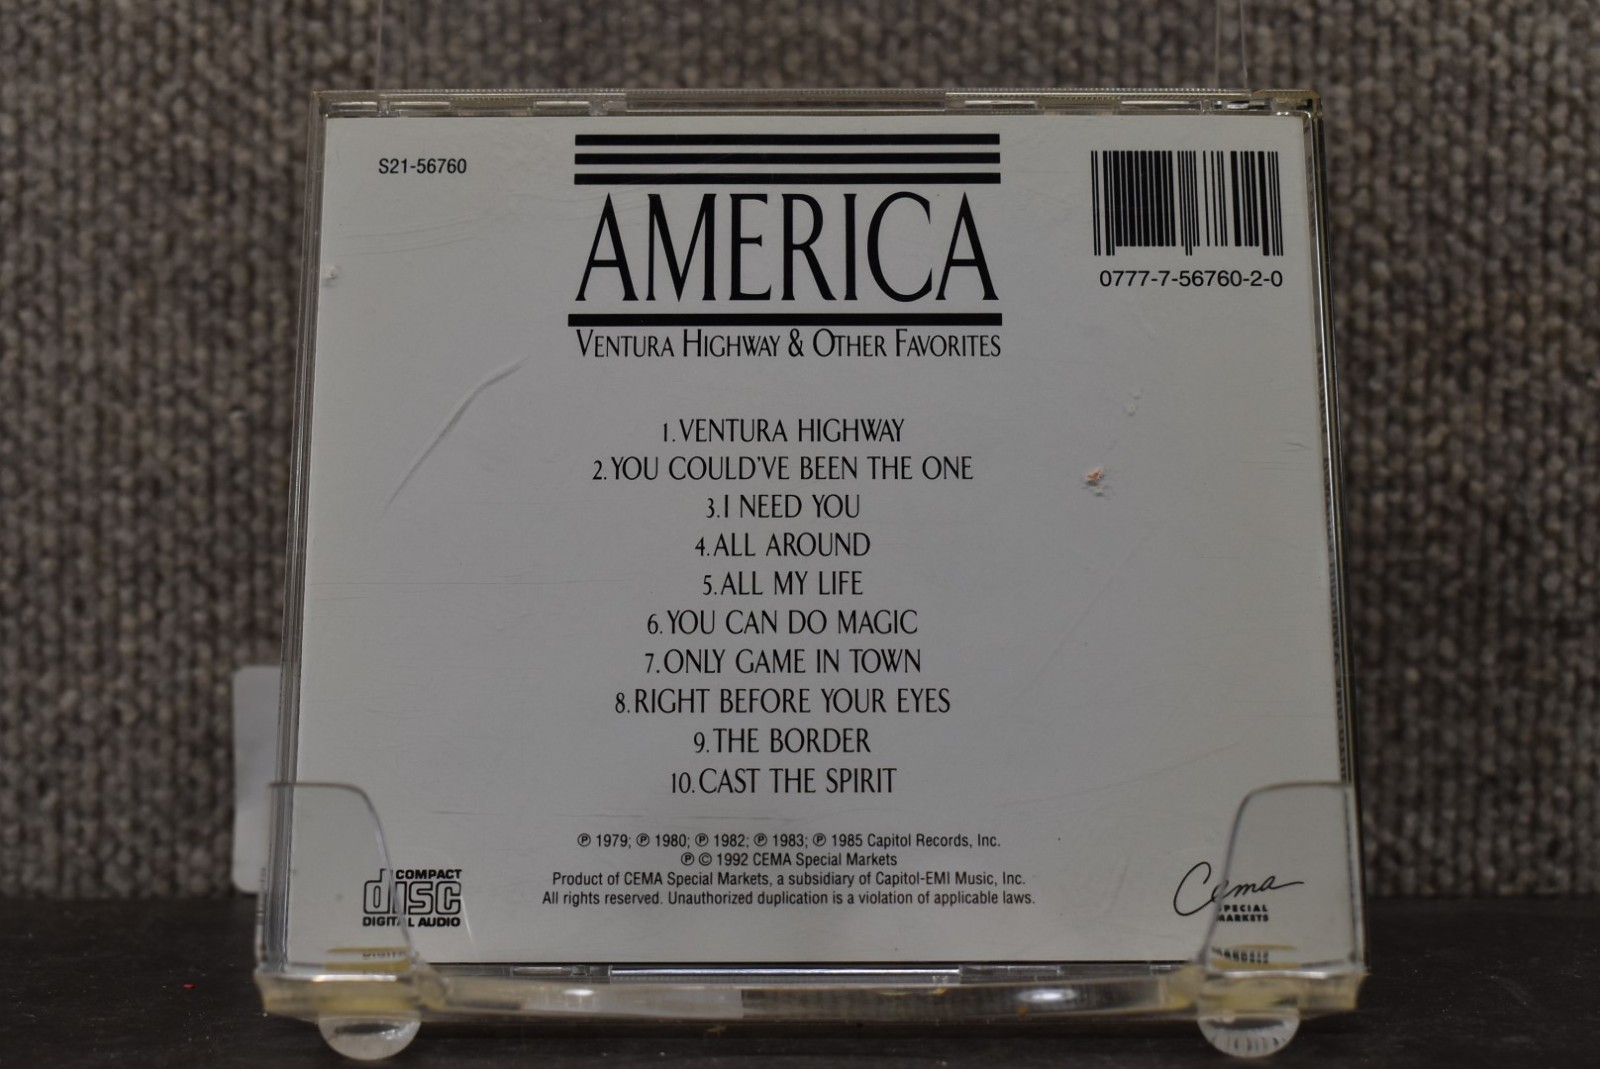 S21-56760
AMERICA
VENTURA HIGHWAY & OTHER FAVORITES
0777-7-56760-2-0
1. VENTURA HIGHWAY
2. YOU COULD'VE BEEN THE ONE
3. I NEED YOU
4. ALL AROUND
5. ALL MY LIFE
6. YOU CAN DO MAGIC
7. ONLY GAME IN TOWN
8. RIGHT BEFORE YOUR EYES
9. THE BORDER
10. CAST THE SPIRIT
℗ 1979; ℗ 1980; ℗ 1982; ℗ 1983; ℗ 1985 Capitol Records, Inc.
℗ © 1992 CEMA Special Markets
Product of CEMA Special Markets, a subsidiary of Capitol-EMI Music, Inc.
All rights reserved. Unauthorized duplication is a violation of applicable laws.
COMPACT
disc
DIGITAL AUDIO
Cema
SPECIAL
MARKETS